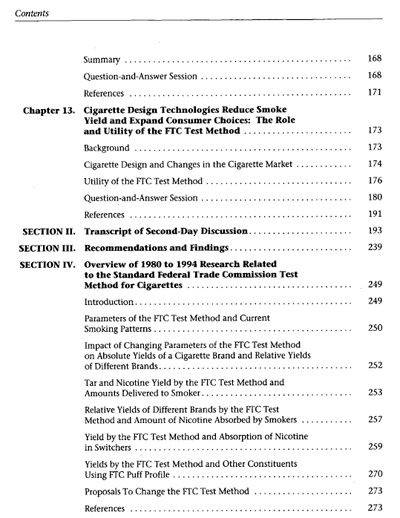 Contents
Summary ................................................ 168
Question-and-Answer Session ................................ 168
References ................................................ 171
Chapter 13. Cigarette Design Technologies Reduce Smoke
Yield and Expand Consumer Choices: The Role
and Utility of the FTC Test Method ........................ 173
Background ................................................ 173
Cigarette Design and Changes in the Cigarette Market ............ 174
Utility of the FTC Test Method ................................ 176
Question-and-Answer Session ................................ 180
References ................................................ 191
SECTION II. Transcript of Second-Day Discussion .................... 193
SECTION III. Recommendations and Findings ........................ 239
SECTION IV. Overview of 1980 to 1994 Research Related
to the Standard Federal Trade Commission Test
Method for Cigarettes .................................... 249
Introduction ................................................ 249
Parameters of the FTC Test Method and Current
Smoking Patterns ........................................ 250
Impact of Changing Parameters of the FTC Test Method
on Absolute Yields of a Cigarette Brand and Relative Yields
of Different Brands ........................................ 252
Tar and Nicotine Yield by the FTC Test Method and
Amounts Delivered to Smoker ................................ 253
Relative Yields of Different Brands by the FTC Test
Method and Amount of Nicotine Absorbed by Smokers ............ 257
Yield by the FTC Test Method and Absorption of Nicotine
in Switchers ................................................ 259
Yields by the FTC Test Method and Other Constituents
Using FTC Puff Profile ........................................ 270
Proposals To Change the FTC Test Method .................... 273
References ................................................ 273